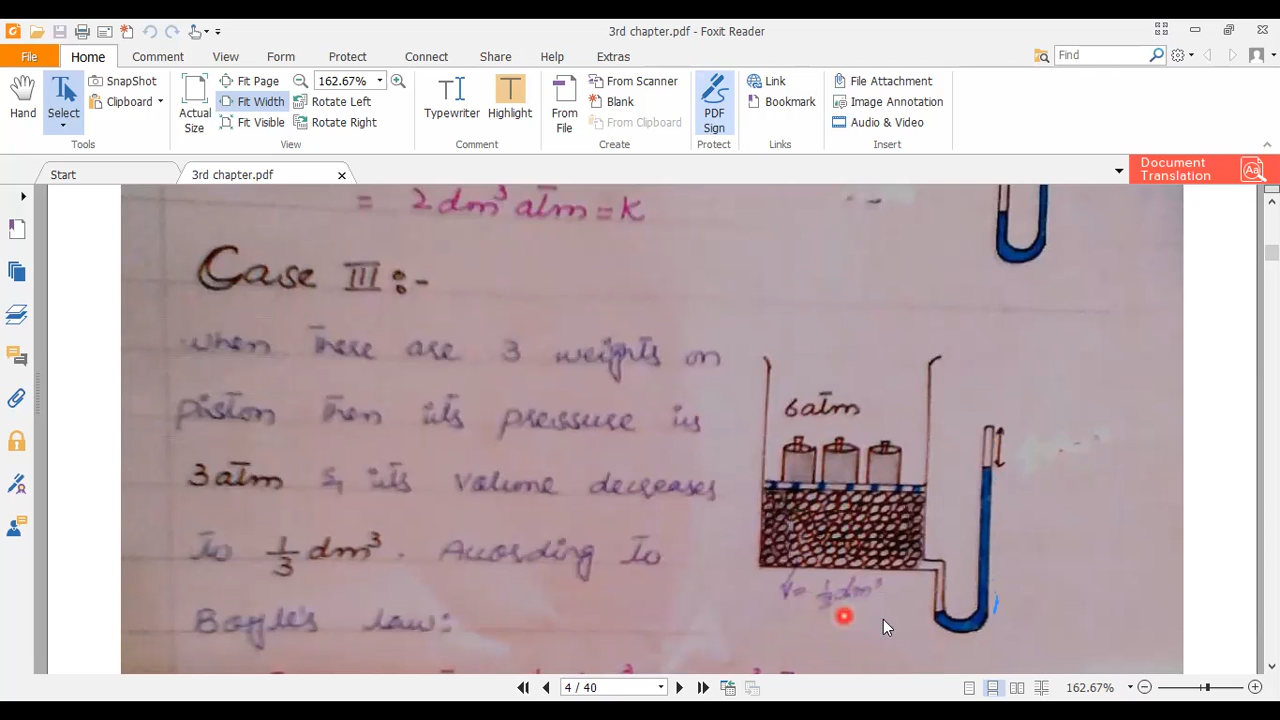 3rd chapter.pdf - Foxit Reader
File Home Comment View Form Protect Connect Share Help Extras
Find
Hand
Select
SnapShot
Clipboard
Tools
Actual Size
Fit Page
Fit Width
Fit Visible
162.67%
Rotate Left
Rotate Right
View
Typewriter
Highlight
Comment
From File
From Scanner
Blank
From Clipboard
Create
PDF Sign
Protect
Link
Bookmark
Links
File Attachment
Image Annotation
Audio & Video
Insert
Start
3rd chapter.pdf
Document Translation
= 2dm³ atm = K
Case III :-
when there are 3 weights on
piston then its pressure is
3atm & its volume decreases
to 1/3 dm³. Acording to
Boyle's law:
6atm
V= 1/3 dm³
4 / 40
162.67%